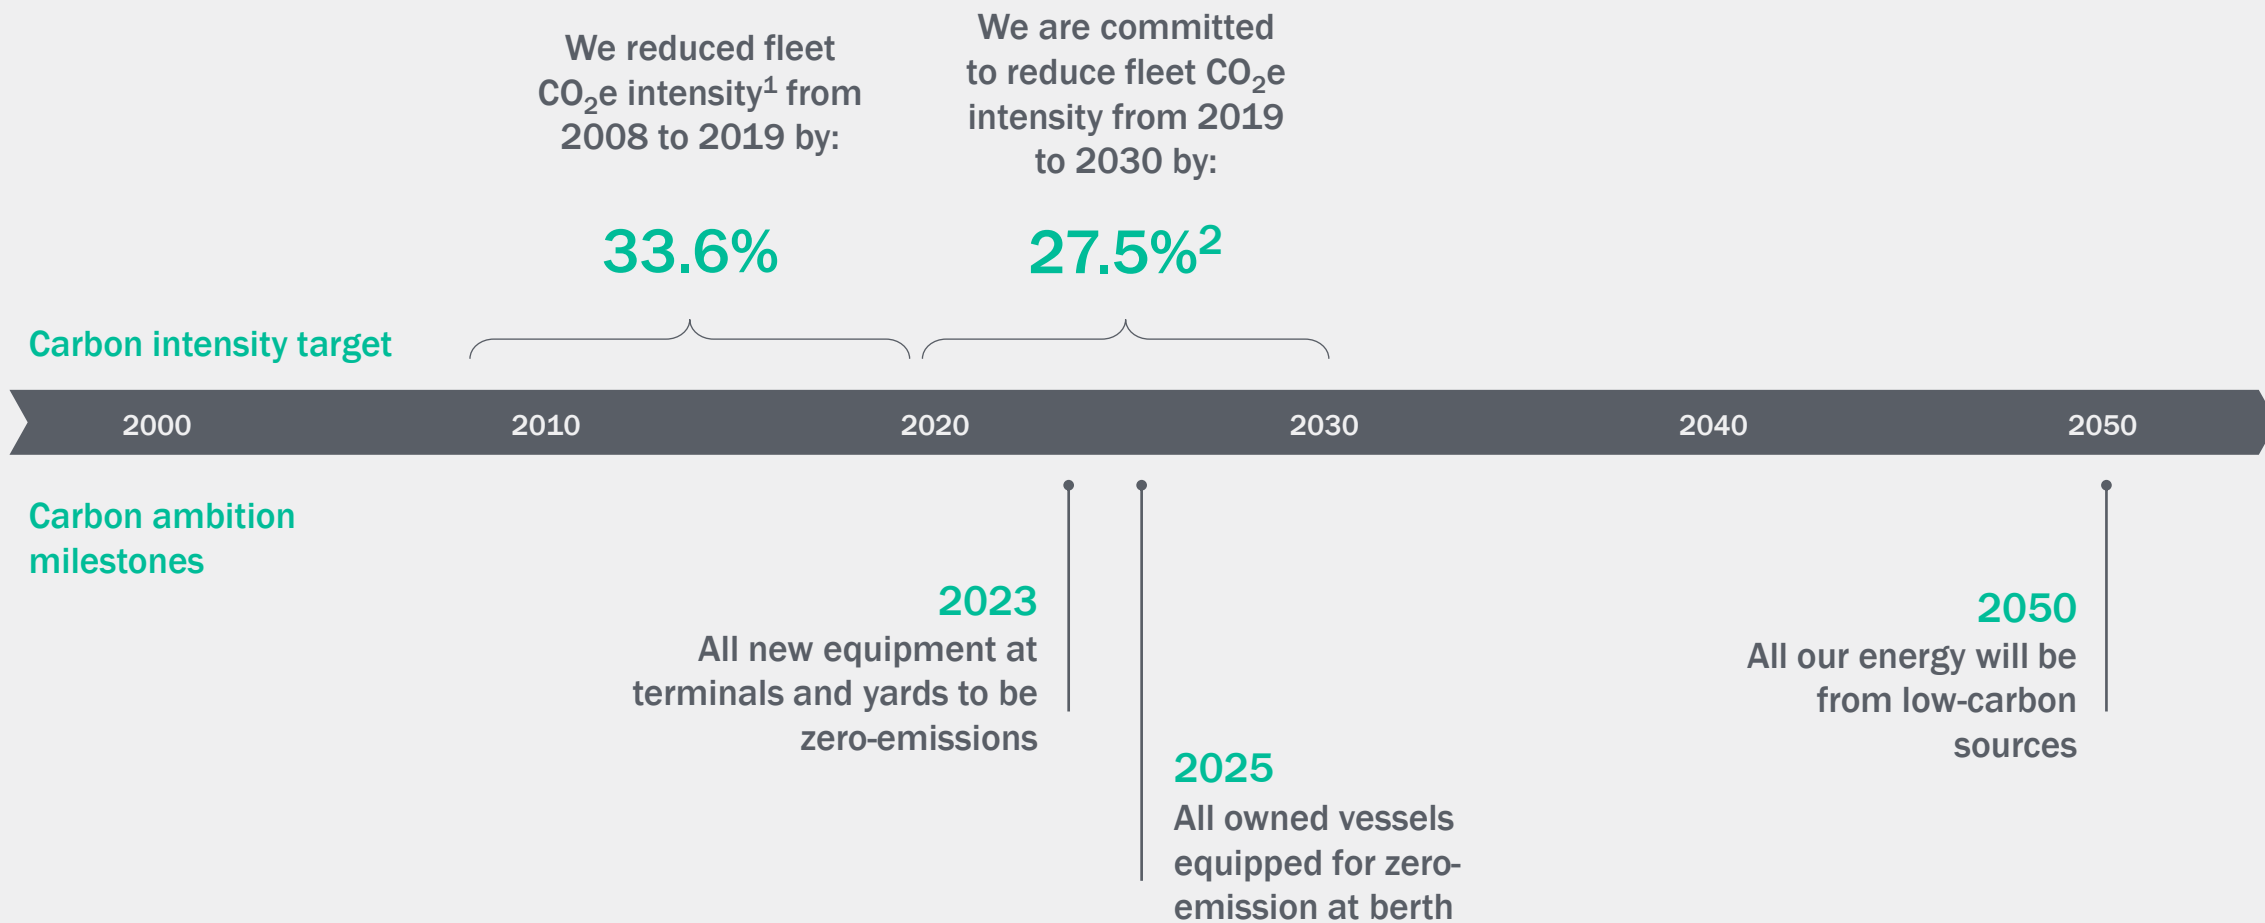 We reduced fleet
CO₂e intensity¹ from
2008 to 2019 by:
33.6%
We are committed
to reduce fleet CO₂e
intensity from 2019
to 2030 by:
27.5%²
Carbon intensity target
2000 2010 2020 2030 2040 2050
Carbon ambition
milestones
2023
All new equipment at
terminals and yards to be
zero-emissions
2025
All owned vessels
equipped for zero-
emission at berth
2050
All our energy will be
from low-carbon
sources